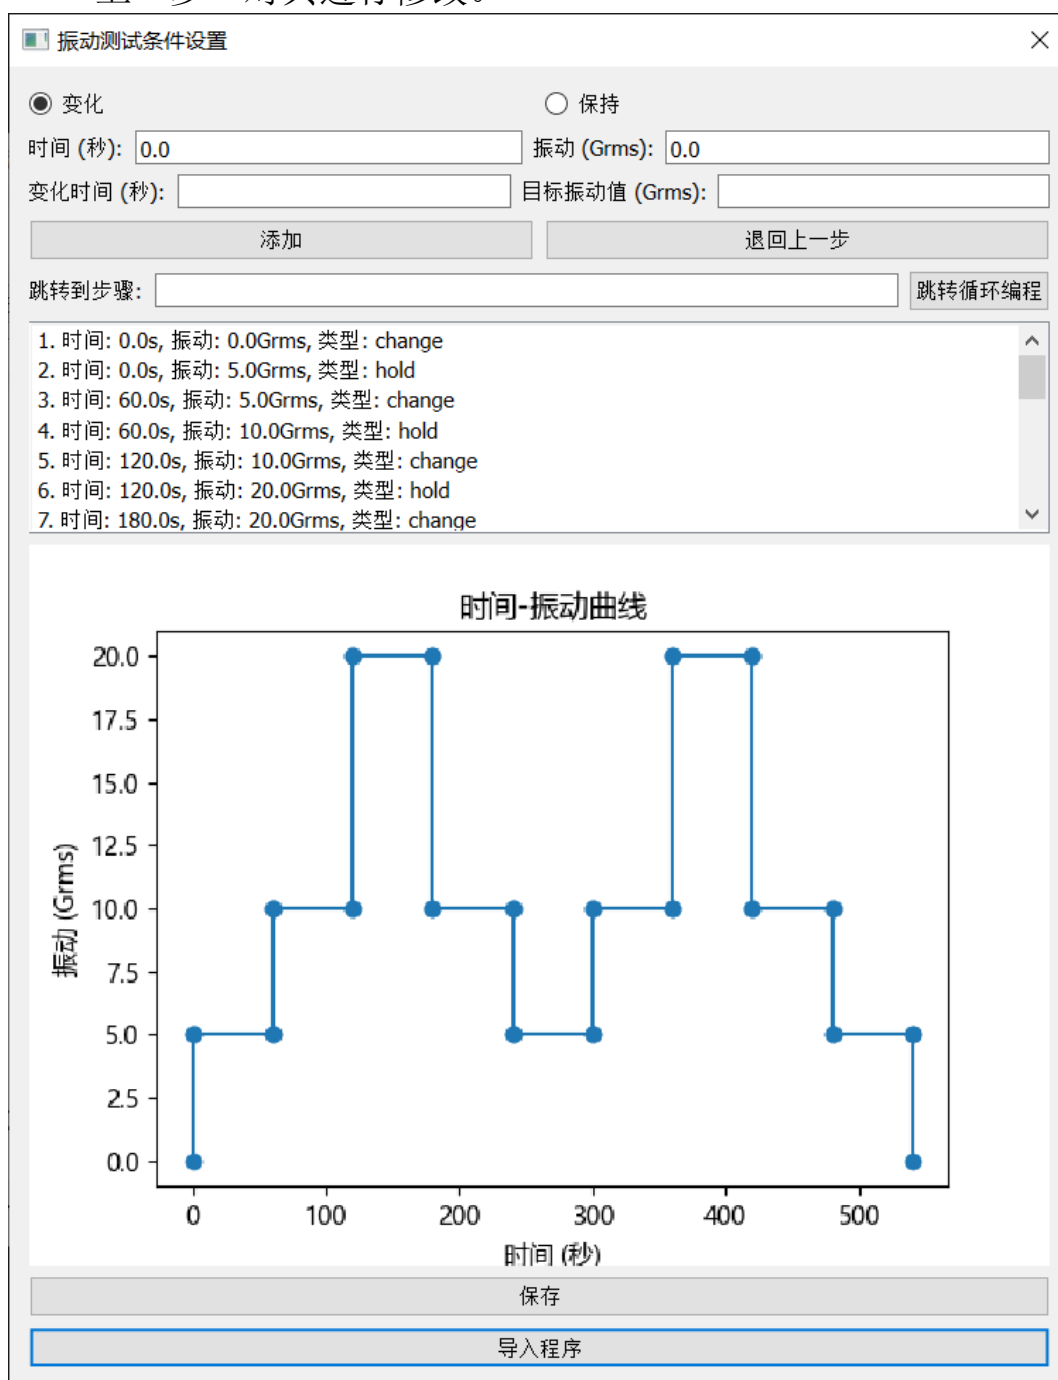 上一步”对其进行修改。
振动测试条件设置
变化 保持
时间 (秒): 0.0 振动 (Grms): 0.0
变化时间 (秒): 目标振动值 (Grms):
添加 退回上一步
跳转到步骤: 跳转循环编程
1. 时间: 0.0s, 振动: 0.0Grms, 类型: change
2. 时间: 0.0s, 振动: 5.0Grms, 类型: hold
3. 时间: 60.0s, 振动: 5.0Grms, 类型: change
4. 时间: 60.0s, 振动: 10.0Grms, 类型: hold
5. 时间: 120.0s, 振动: 10.0Grms, 类型: change
6. 时间: 120.0s, 振动: 20.0Grms, 类型: hold
7. 时间: 180.0s, 振动: 20.0Grms, 类型: change
时间-振动曲线
20.0
17.5
15.0
12.5
10.0
7.5
5.0
2.5
0.0
振动 (Grms)
0 100 200 300 400 500
时间 (秒)
保存
导入程序